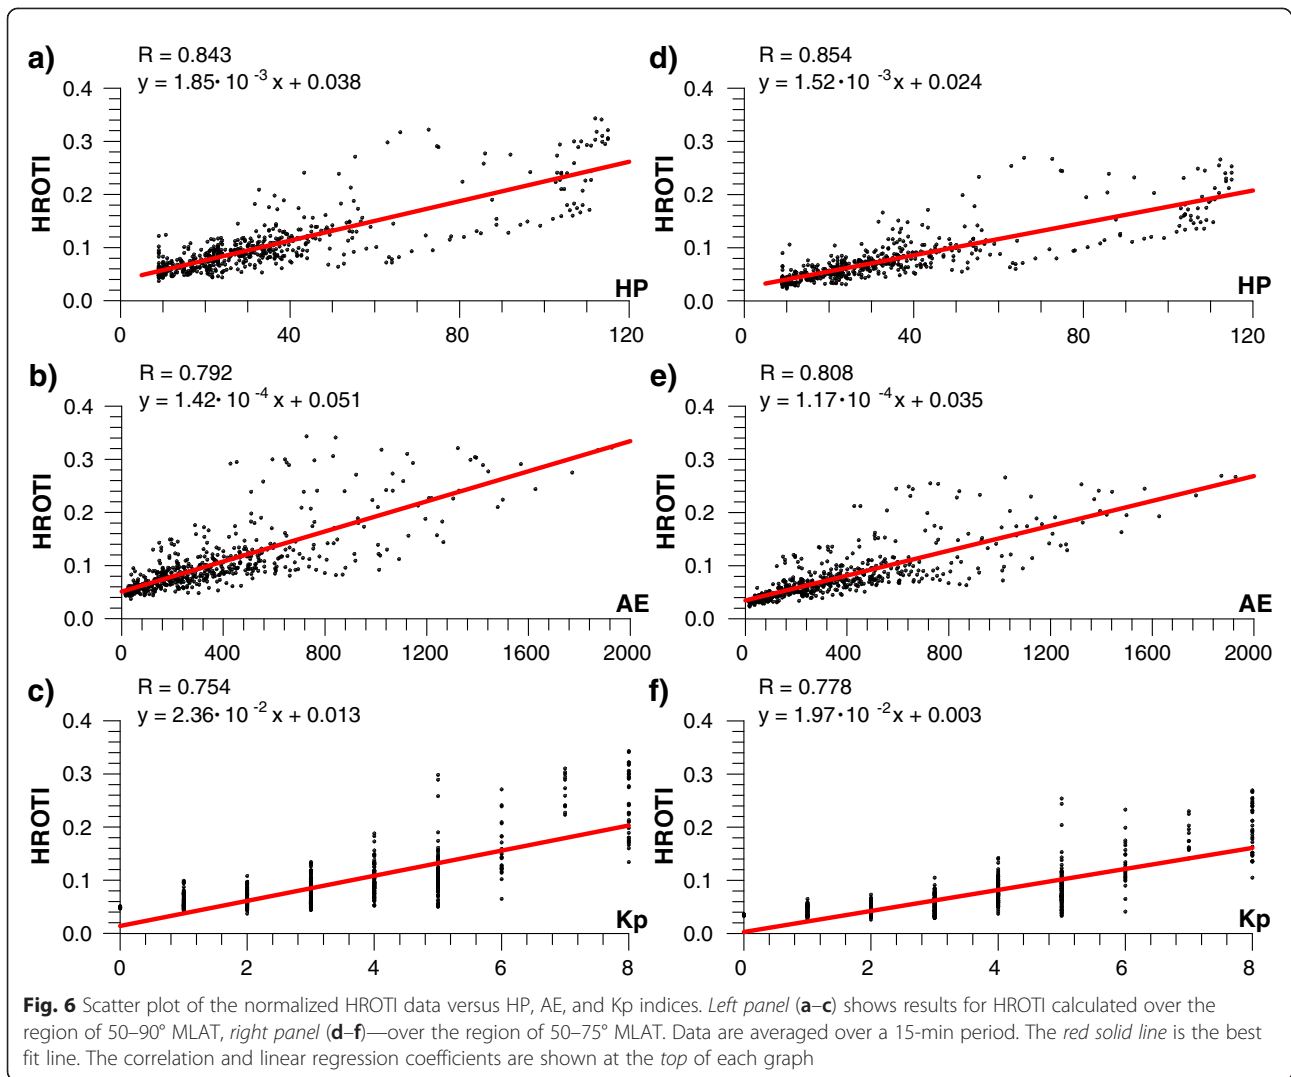 a)
R = 0.843
y = 1.85· 10 -3 x + 0.038
0.4
0.3
0.2
0.1
0.0
HROTI
HP
0 40 80 120
d)
R = 0.854
y = 1.52· 10 -3 x + 0.024
0.4
0.3
0.2
0.1
0.0
HROTI
HP
0 40 80 120
b)
R = 0.792
y = 1.42· 10 -4 x + 0.051
0.4
0.3
0.2
0.1
0.0
HROTI
AE
0 400 800 1200 1600 2000
e)
R = 0.808
y = 1.17· 10 -4 x + 0.035
0.4
0.3
0.2
0.1
0.0
HROTI
AE
0 400 800 1200 1600 2000
c)
R = 0.754
y = 2.36· 10 -2 x + 0.013
0.4
0.3
0.2
0.1
0.0
HROTI
Kp
0 2 4 6 8
f)
R = 0.778
y = 1.97· 10 -2 x + 0.003
0.4
0.3
0.2
0.1
0.0
HROTI
Kp
0 2 4 6 8
Fig. 6 Scatter plot of the normalized HROTI data versus HP, AE, and Kp indices. Left panel (a–c) shows results for HROTI calculated over the
region of 50–90° MLAT, right panel (d–f)—over the region of 50–75° MLAT. Data are averaged over a 15-min period. The red solid line is the best
fit line. The correlation and linear regression coefficients are shown at the top of each graph